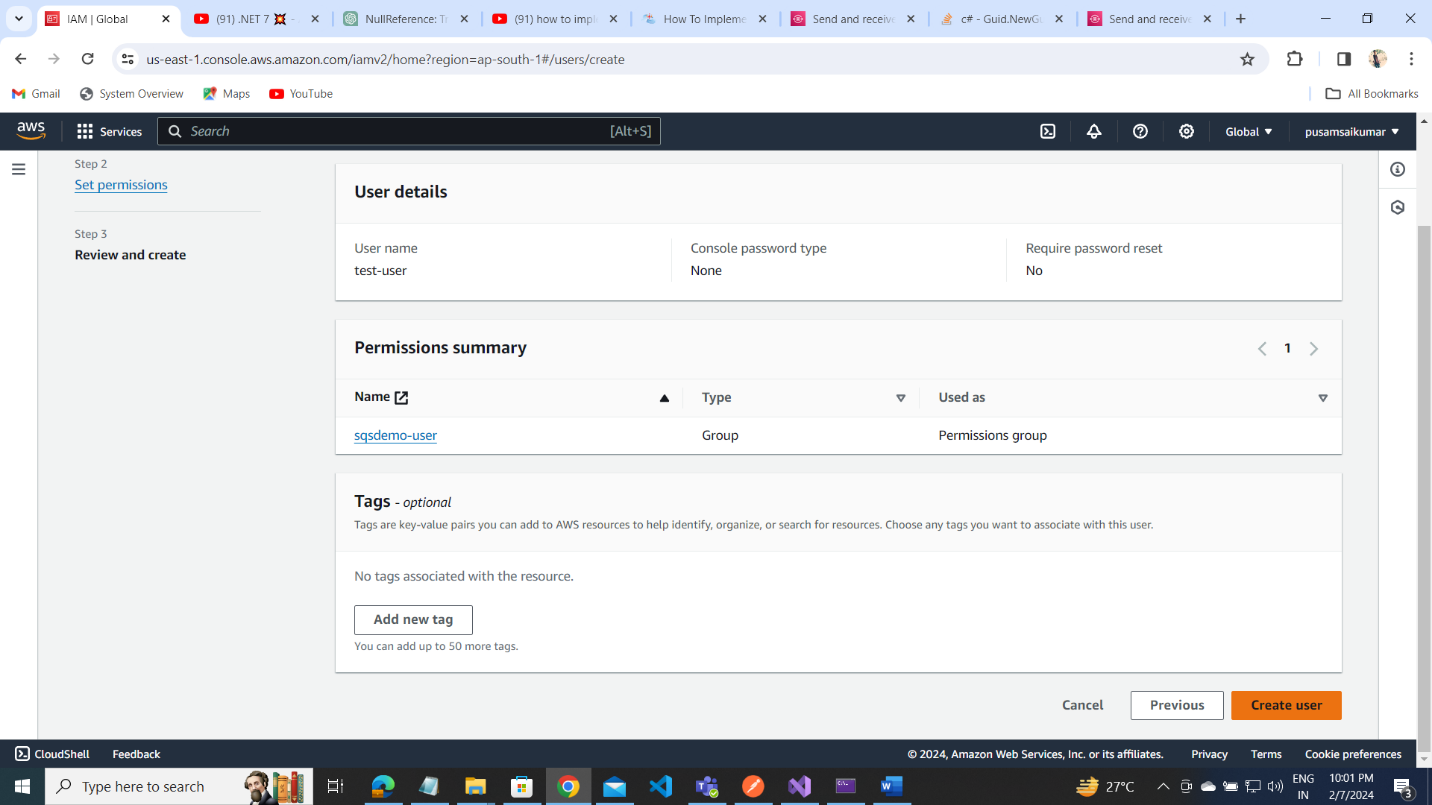 IAM | Global
(91) .NET 7 💥 -
NullReference: Tr
(91) how to imple
How To Impleme
Send and receive
c# - Guid.NewGu
Send and receive
us-east-1.console.aws.amazon.com/iamv2/home?region=ap-south-1#/users/create
Gmail
System Overview
Maps
YouTube
All Bookmarks
aws
Services
Search
[Alt+S]
Global
pusamsaikumar
Step 2
Set permissions
Step 3
Review and create
User details
User name
Console password type
Require password reset
test-user
None
No
Permissions summary
1
Name
Type
Used as
sqsdemo-user
Group
Permissions group
Tags - optional
Tags are key-value pairs you can add to AWS resources to help identify, organize, or search for resources. Choose any tags you want to associate with this user.
No tags associated with the resource.
Add new tag
You can add up to 50 more tags.
Cancel
Previous
Create user
CloudShell
Feedback
© 2024, Amazon Web Services, Inc. or its affiliates.
Privacy
Terms
Cookie preferences
Type here to search
27°C
ENG
IN
10:01 PM
2/7/2024
3